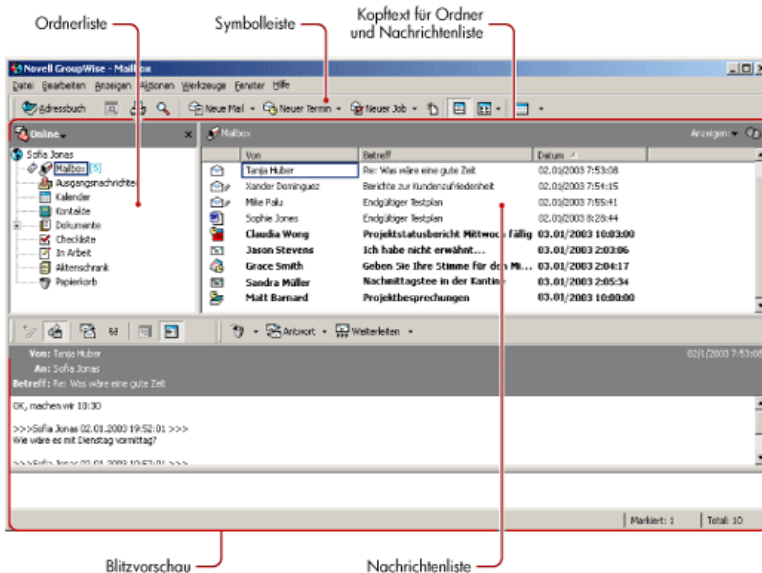 Ordnerliste
Symbolleiste
Kopftext für Ordner
und Nachrichtenliste
Novell GroupWise - Mailbox
Datei Bearbeiten Anzeigen Aktionen Werkzeuge Fenster Hilfe
Adressbuch Neue Mail Neuer Termin Neuer Job
Online
Mailbox Anzeigen
Sofia Jonas
Mailbox [5]
Ausgangsnachrichten
Kalender
Kontakte
Dokumente
Checkliste
In Arbeit
Aktenschrank
Papierkorb
Von Betreff Datum
Tanja Huber Re: Was wäre eine gute Zeit 02.01/2003 7:53:08
Xander Dominguez Berichte zur Kundenzufriedenheit 02.01/2003 7:54:15
Mike Palu Endgültiger Testplan 02.01/2003 7:55:41
Sophie Jones Endgültiger Testplan 02.01/2003 8:28:44
Claudia Wong Projektstatusbericht Mittwoch fällig 03.01/2003 10:03:00
Jason Stevens Ich habe nicht erwähnt... 03.01/2003 2:03:06
Grace Smith Geben Sie Ihre Stimme für den Mi... 03.01/2003 2:04:17
Sandra Müller Nachmittagstee in der Kantine 03.01/2003 2:05:34
Matt Barnard Projektbesprechungen 03.01/2003 10:00:00
Antwort Weiterleiten
Von: Tanja Huber 02/1/2003 7:53:08
An: Sofia Jonas
Betreff: Re: Was wäre eine gute Zeit
OK, machen wir 10:30
>>>Sofia Jonas 02.01.2003 19:52:01 >>>
Wie wäre es mit Dienstag vormittag?
>>>Sofia Jonas 02.01.2003 10:52:01 >>>
Markiert: 1 Total: 10
Blitzvorschau
Nachrichtenliste